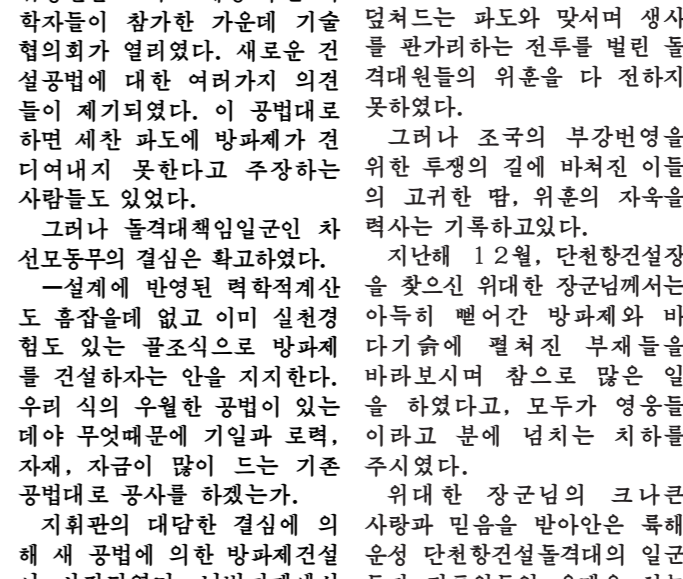 학자들이 참가한 가운데 기술
협의회가 열리였다. 새로운 건
설공법에 대한 여러가지 의견
들이 제기되였다. 이 공법대로
하면 세찬 파도에 방파제가 견
디여내지 못한다고 주장하는
사람들도 있었다.
그러나 돌격대책임일군인 차
선모동무의 결심은 확고하였다.
—설계에 반영된 력학적계산
도 흠잡을데 없고 이미 실천경
험도 있는 골조식으로 방파제
를 건설하자는 안을 지지한다.
우리 식의 우월한 공법이 있는
데야 무엇때문에 기일과 로력,
자재, 자금이 많이 드는 기존
공법대로 공사를 하겠는가.
지휘관의 대담한 결심에 의
해 새 공법에 의한 방파제건설
덮쳐드는 파도와 맞서며 생사
를 판가리하는 전투를 벌린 돌
격대원들의 위훈을 다 전하지
못하였다.
그러나 조국의 부강번영을
위한 투쟁의 길에 바쳐진 이들
의 고귀한 땀, 위훈의 자욱을
력사는 기록하고있다.
지난해 12월, 단천항건설장
을 찾으신 위대한 장군님께서는
아득히 뻗어간 방파제와 바
다기슭에 펼쳐진 부재들을
바라보시며 참으로 많은 일
을 하였다고, 모두가 영웅들
이라고 분에 넘치는 치하를
주시였다.
위대한 장군님의 크나큰
사랑과 믿음을 받아안은 륙해
운성 단천항건설돌격대의 일군